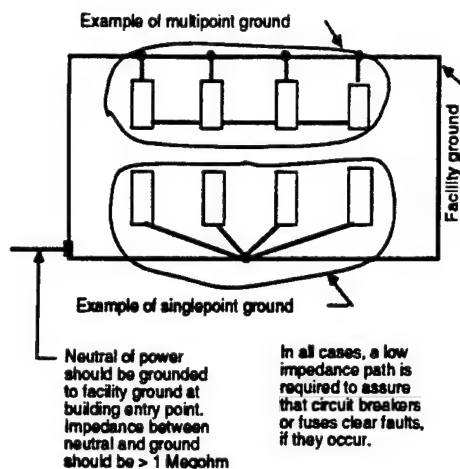 Example of multipoint ground
Facility ground
Example of singlepoint ground
Neutral of power
should be grounded
to facility ground at
building entry point.
Impedance between
neutral and ground
should be > 1 Megohm
In all cases, a low
impedance path is
required to assure
that circuit breakers
or fuses clear faults,
if they occur.